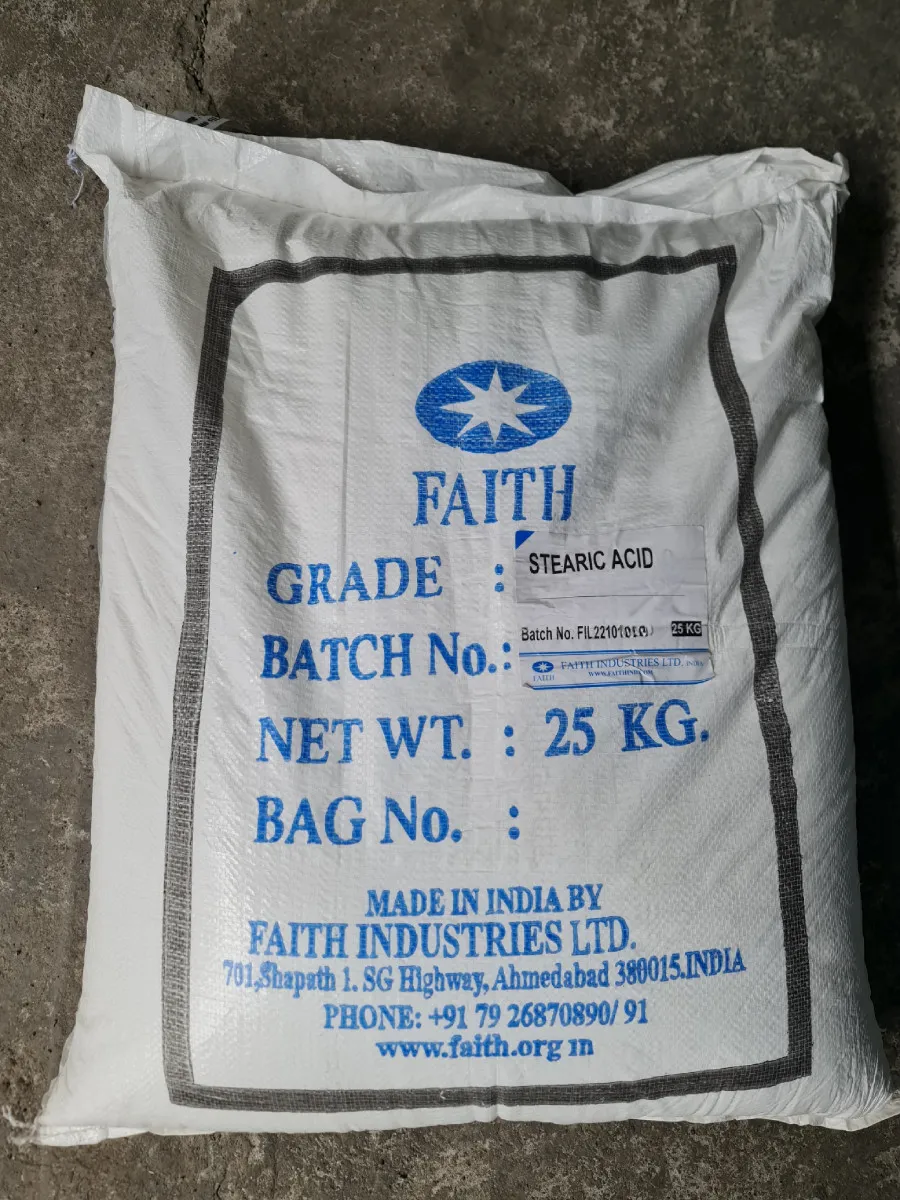 FAITH
GRADE :
STEARIC ACID
BATCH No.:
Batch No. 25 KG
FAITH INDUSTRIES LTD. INDIA
FAITH
NET WT. : 25 KG.
BAG No. :
MADE IN INDIA BY
FAITH INDUSTRIES LTD.
701,Shapath 1. SG Highway, Ahmedabad 380015.INDIA
PHONE: +91 79 26870890/ 91
www.faith.org in